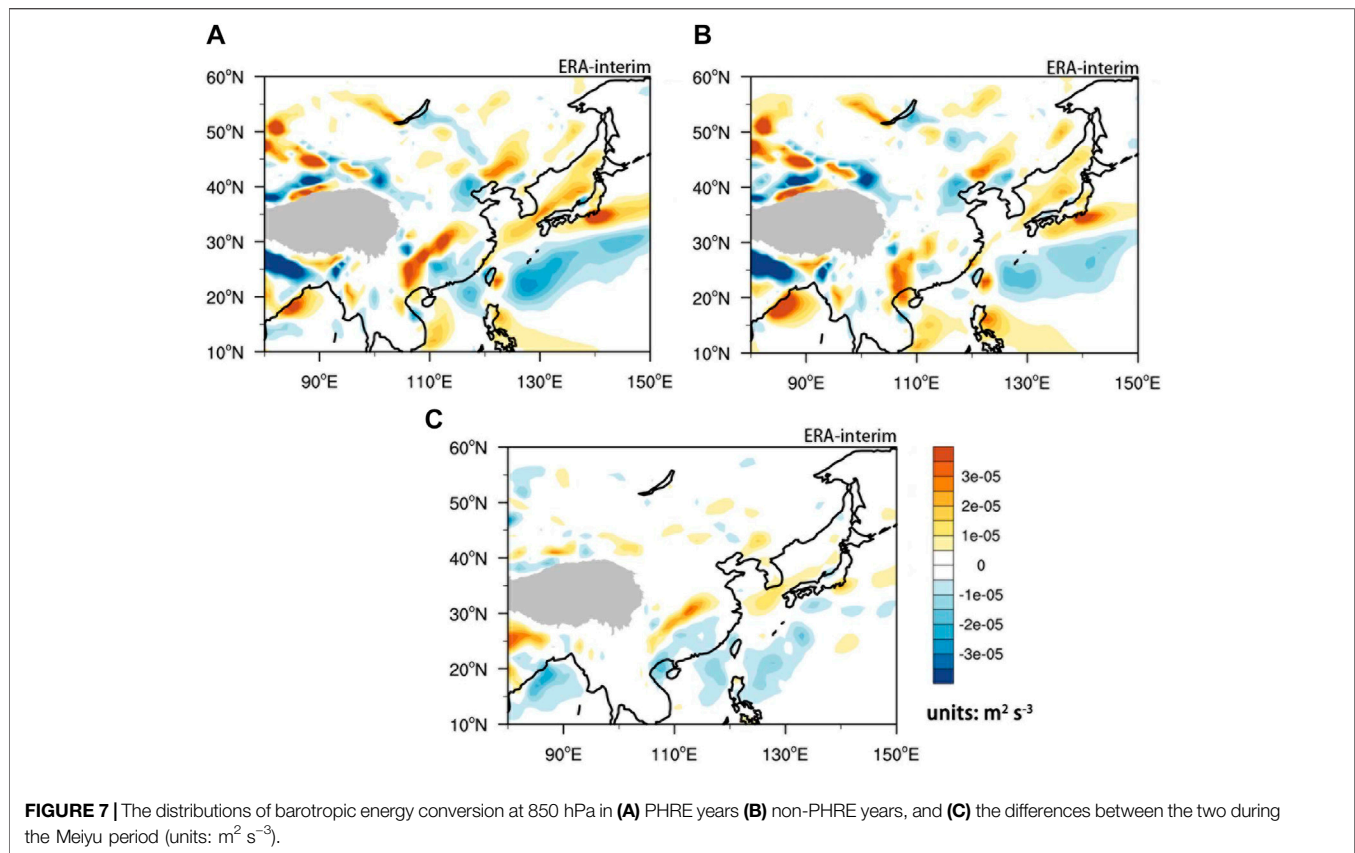 A
B
ERA-interim
ERA-interim
60°N
50°N
40°N
30°N
20°N
10°N
90°E 110°E 130°E 150°E
60°N
50°N
40°N
30°N
20°N
10°N
90°E 110°E 130°E 150°E
C
ERA-interim
60°N
50°N
40°N
30°N
20°N
10°N
90°E 110°E 130°E 150°E
3e-05
2e-05
1e-05
0
-1e-05
-2e-05
-3e-05
units: m² s⁻³
FIGURE 7 | The distributions of barotropic energy conversion at 850 hPa in (A) PHRE years (B) non-PHRE years, and (C) the differences between the two during
the Meiyu period (units: m² s⁻³).